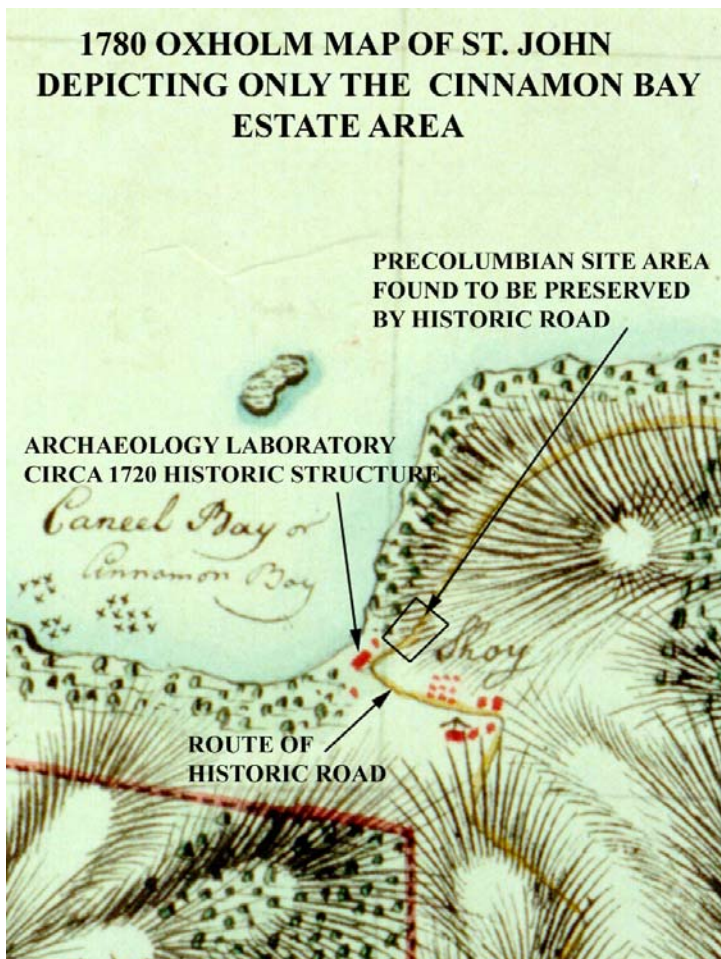 1780 OXHOLM MAP OF ST. JOHN
DEPICTING ONLY THE CINNAMON BAY
ESTATE AREA
PRECOLUMBIAN SITE AREA
FOUND TO BE PRESERVED
BY HISTORIC ROAD
ARCHAEOLOGY LABORATORY
CIRCA 1720 HISTORIC STRUCTURE
Caneel Bay or
Cinnamon Bay
Shoy
ROUTE OF
HISTORIC ROAD